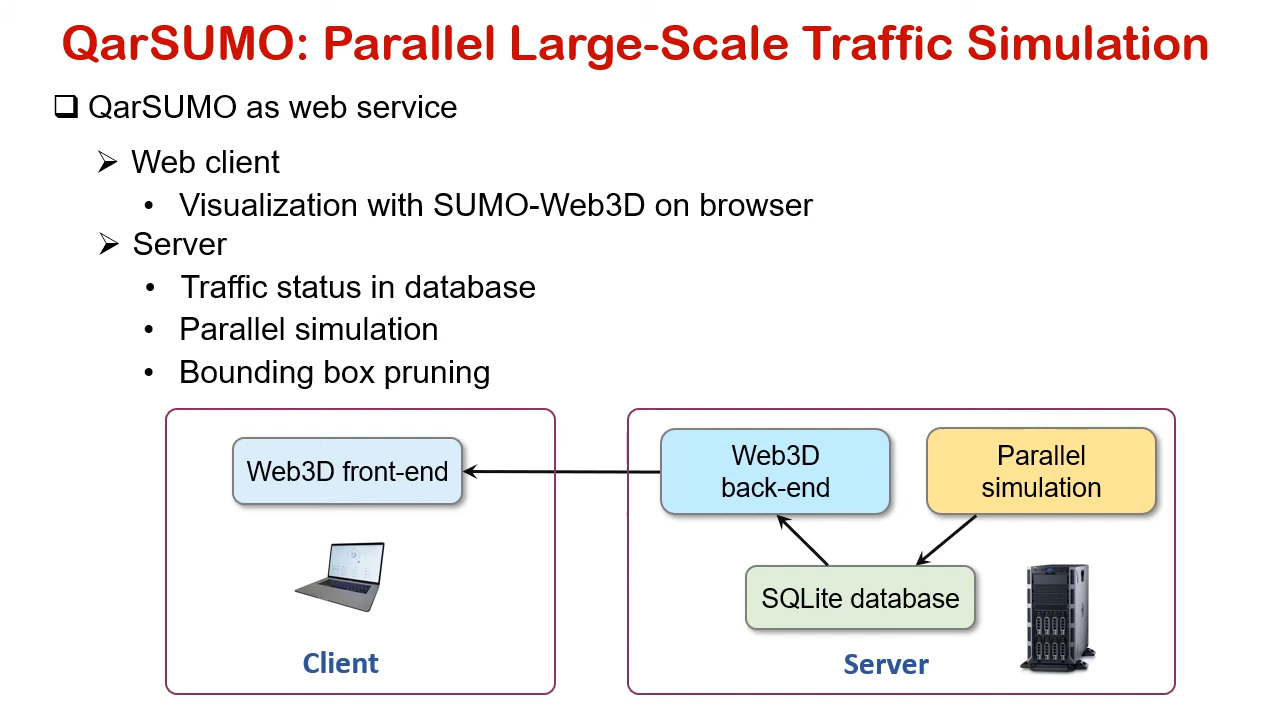 QarSUMO: Parallel Large-Scale Traffic Simulation
QarSUMO as web service
Web client
Visualization with SUMO-Web3D on browser
Server
Traffic status in database
Parallel simulation
Bounding box pruning
Web3D front-end
Client
Web3D
back-end
Parallel
simulation
SQLite database
Server